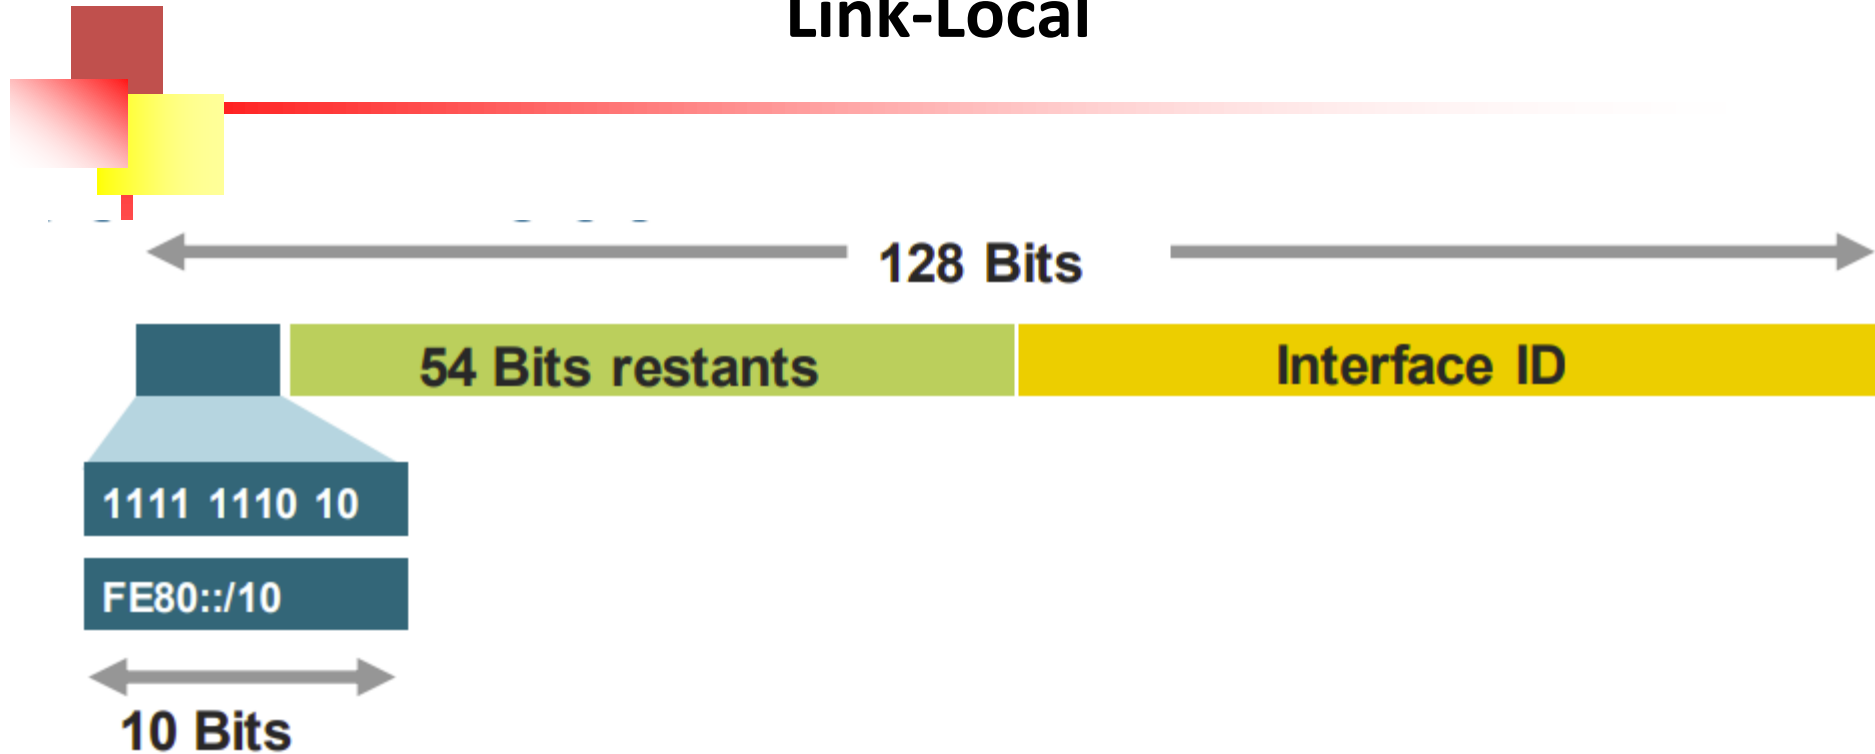 Link-Local
128 Bits
54 Bits restants
Interface ID
1111 1110 10
FE80::/10
10 Bits